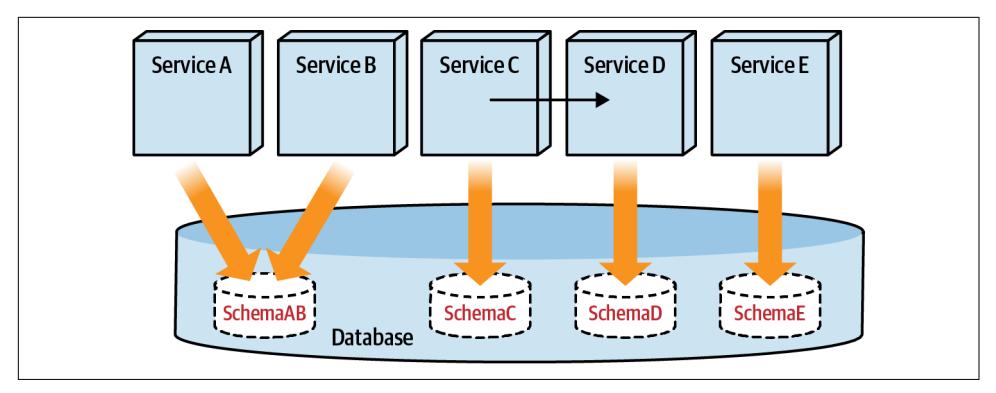 Service A
Service B
Service C
Service D
Service E
SchemaAB
SchemaC
SchemaD
SchemaE
Database